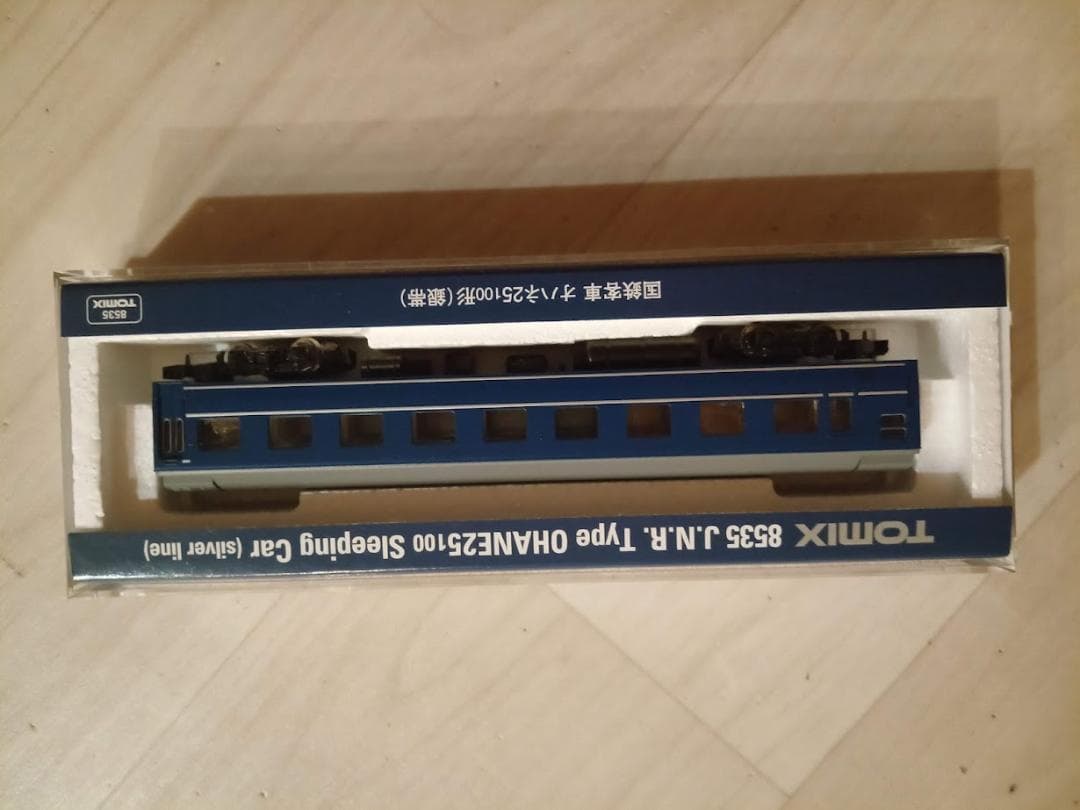 TOMIX 8535 J.N.R. Type OHANE25100 Sleeping Car (silver line)
国鉄客車 オハネ25100形(銀帯)
8535
TOMIX